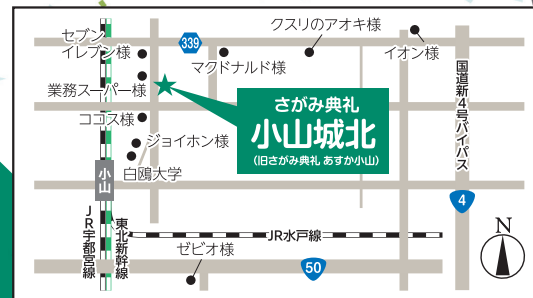 セブン
イレブン様
339
クスリのアオキ様
マクドナルド様
イオン様
業務スーパー様
さがみ典礼
小山城北
(旧さがみ典礼 あすか小山)
国道新4号バイパス
ココス様
ジョイホン様
白鴎大学
小山
4
JR宇都宮線
東北新幹線
JR水戸線
ゼビオ様
50
N